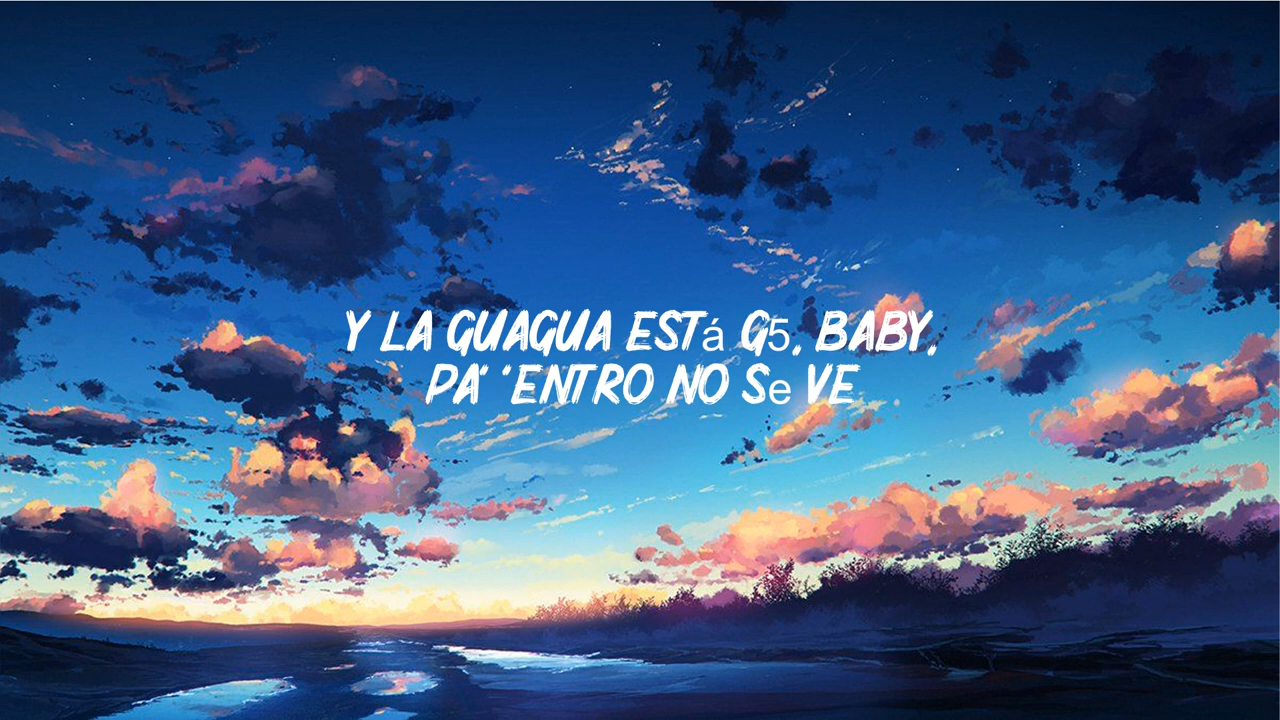 Y LA GUAGUA ESTá G5, BABY,
PA' 'ENTRO NO Se VE